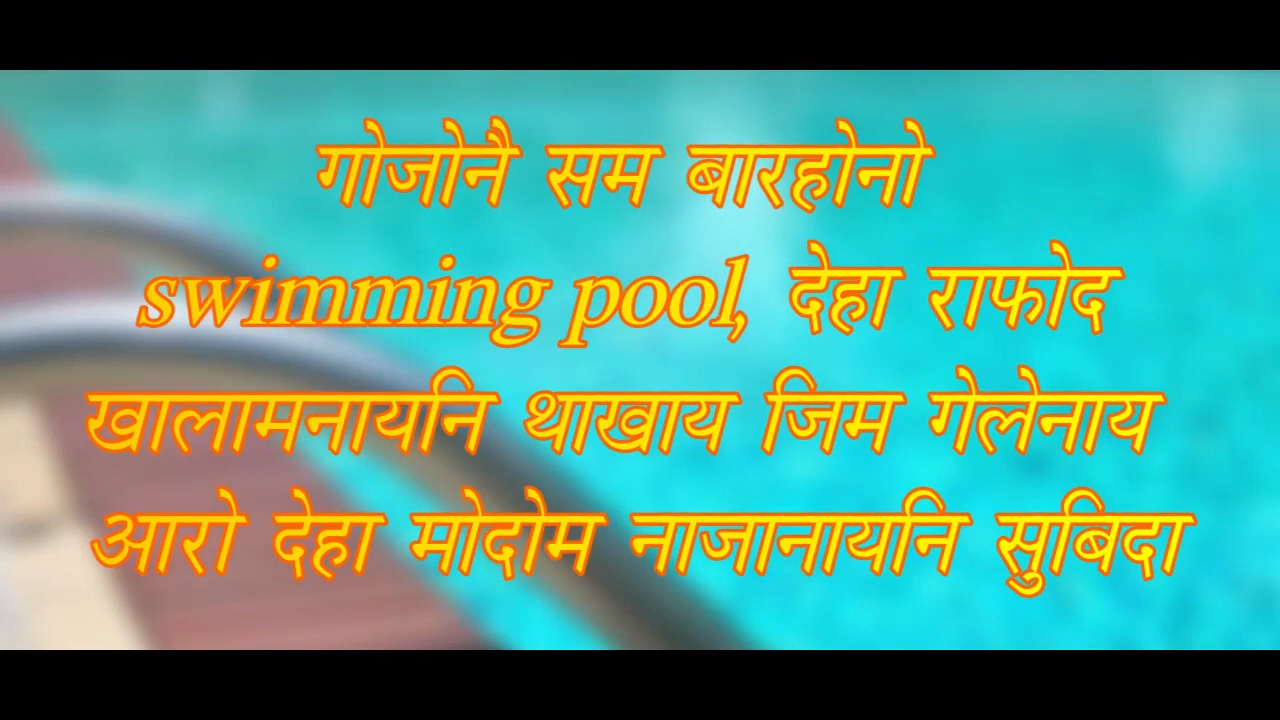 गोजोनै सम बारहोनो
swimming pool, देहा राफोद
खालामनायनि थाखाय जिम गेलेनाय
आरो देहा मोदोम नाजानायनि सुबिदा